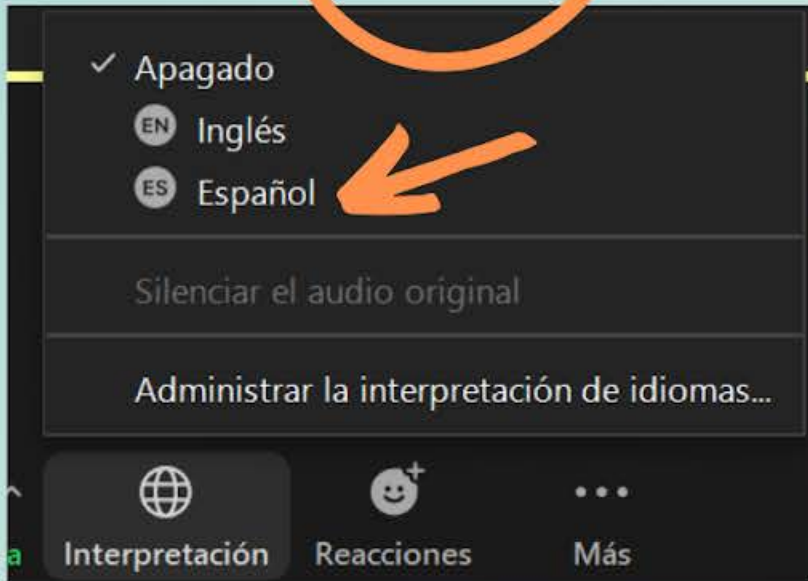 Apagado
EN Inglés
ES Español
Silenciar el audio original
Administrar la interpretación de idiomas...
a Interpretación Reacciones Más